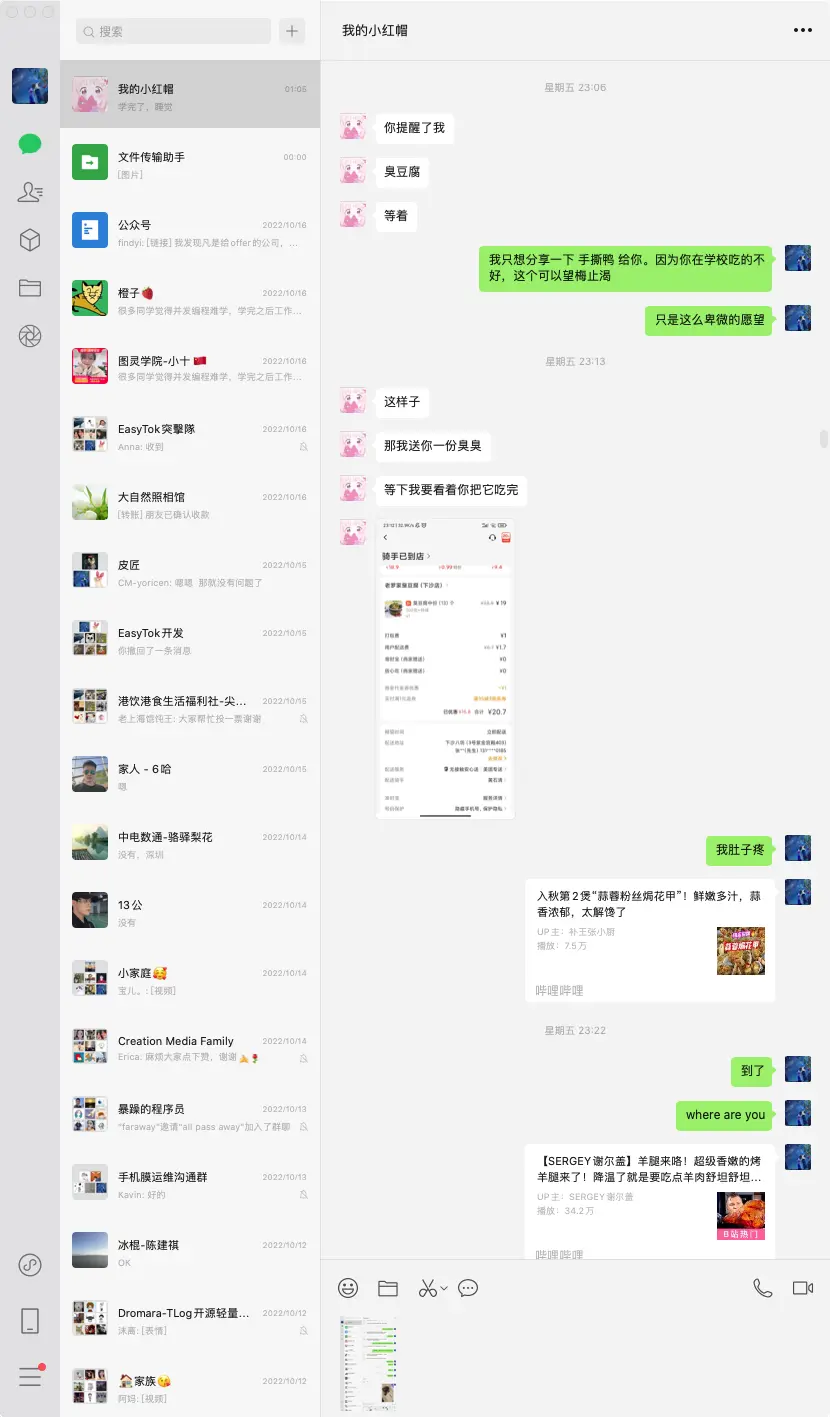 搜索
我的小红帽
01:05
学完了，睡觉
文件传输助手
00:00
[图片]
公众号
2022/10/16
findyi: [链接] 我发现凡是给offer的公司，...
橙子🍓
2022/10/16
很多同学觉得并发编程难学，学完之后工作...
图灵学院-小十🇨🇳
2022/10/16
很多同学觉得并发编程难学，学完之后工作...
EasyTok突擊隊
2022/10/16
Anna: 收到
大自然照相馆
2022/10/16
[转账] 朋友已确认收款
皮匠
2022/10/15
CM-yoricen: 嗯嗯 那就没有问题了
EasyTok开发
2022/10/15
你撤回了一条消息
港饮港食生活福利社-尖...
2022/10/15
老上海馄饨王: 大家帮忙投一票谢谢
家人 - 6哈
2022/10/15
嗯
中电数通-骆驿梨花
2022/10/14
没有，深圳
13公
2022/10/14
没有
小家庭🥰
2022/10/14
宝儿。: [视频]
Creation Media Family
2022/10/14
Erica: 麻烦大家点下赞，谢谢🙏🌹
暴躁的程序员
2022/10/13
"faraway"邀请"all pass away"加入了群聊
手机膜运维沟通群
2022/10/13
Kavin: 好的
冰棍-陈建祺
2022/10/12
OK
Dromara-TLog开源轻量...
2022/10/12
沫离: [表情]
🏠家族😘
2022/10/12
阿妈: [视频]
我的小红帽
星期五 23:06
你提醒了我
臭豆腐
等着
我只想分享一下 手撕鸭 给你。因为你在学校吃的不
好，这个可以望梅止渴
只是这么卑微的愿望
星期五 23:13
这样子
那我送你一份臭臭
等下我要看着你把它吃完
骑手已到店
¥19
打包费
¥1
用户配送费
¥1.7
¥0
¥0
合计 ¥20.7
立即配送
我肚子疼
入秋第2煲“蒜蓉粉丝焗花甲”！鲜嫩多汁，蒜
香浓郁，太解馋了
UP主：补王张小厨
播放：7.5万
蒜蓉焗花甲
哔哩哔哩
星期五 23:22
到了
where are you
【SERGEY谢尔盖】羊腿来咯！超级香嫩的烤
羊腿来了！降温了就是要吃点羊肉舒坦舒坦...
UP主：SERGEY谢尔盖
播放：34.2万
B站热门
哔哩哔哩